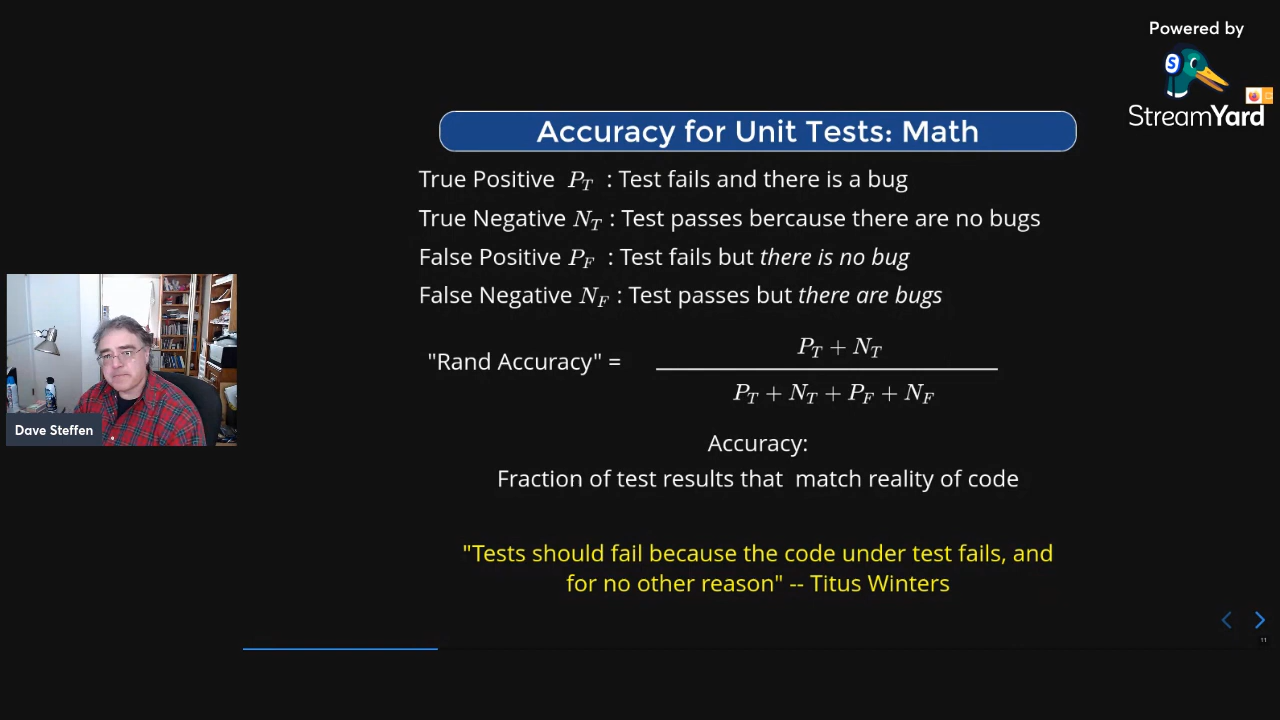 Powered by
StreamYard
Accuracy for Unit Tests: Math
True Positive P_T : Test fails and there is a bug
True Negative N_T : Test passes bercause there are no bugs
False Positive P_F : Test fails but there is no bug
False Negative N_F : Test passes but there are bugs
"Rand Accuracy" =
P_T + N_T
P_T + N_T + P_F + N_F
Accuracy:
Fraction of test results that match reality of code
"Tests should fail because the code under test fails, and
for no other reason" -- Titus Winters
Dave Steffen
11